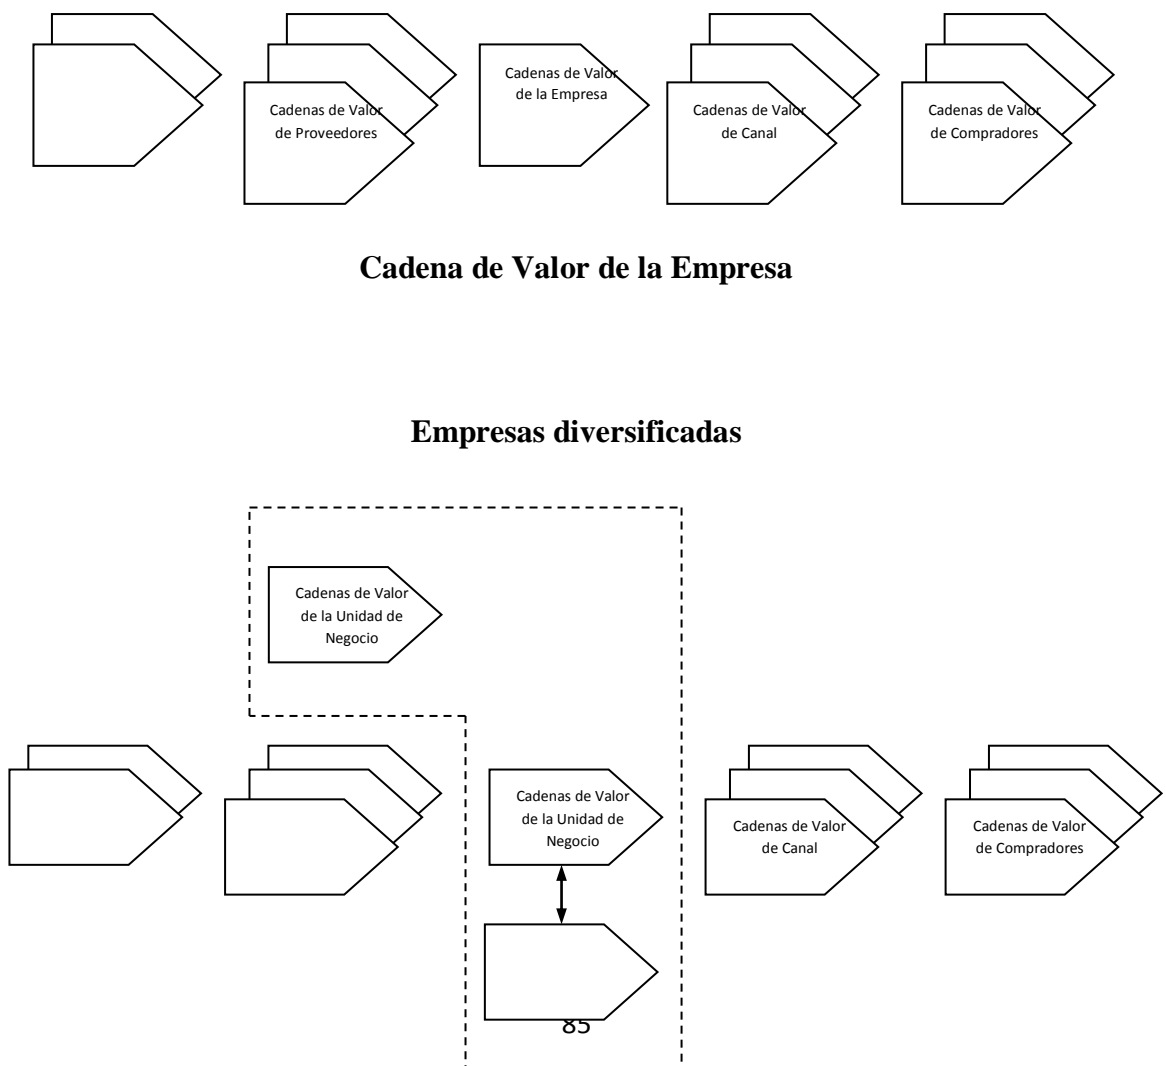 Cadenas de Valor
de Proveedores
Cadenas de Valor
de la Empresa
Cadenas de Valor
de Canal
Cadenas de Valor
de Compradores
Cadena de Valor de la Empresa
Empresas diversificadas
Cadenas de Valor
de la Unidad de
Negocio
Cadenas de Valor
de la Unidad de
Negocio
Cadenas de Valor
de Canal
Cadenas de Valor
de Compradores
85